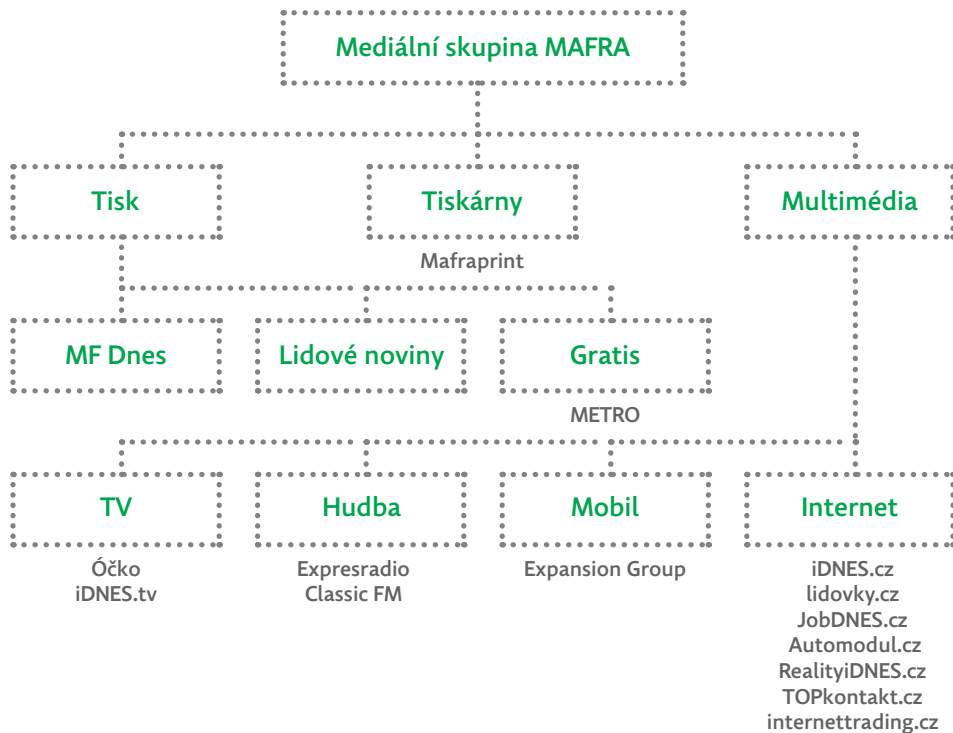 Mediální skupina MAFRA
Tisk
Tiskárny
Multimédia
Mafraprint
MF Dnes
Lidové noviny
Gratis
METRO
TV
Hudba
Mobil
Internet
Óčko
iDNES.tv
Expresradio
Classic FM
Expansion Group
iDNES.cz
lidovky.cz
JobDNES.cz
Automodul.cz
RealityiDNES.cz
TOPkontakt.cz
internettrading.cz